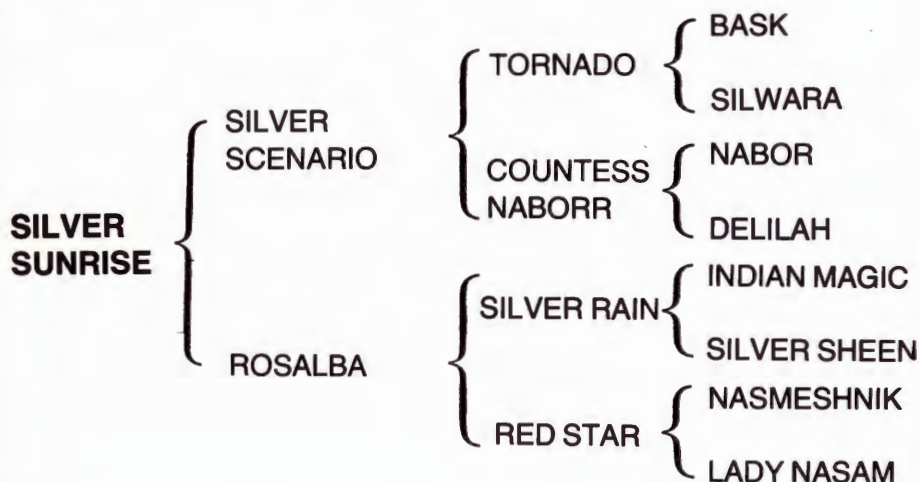 SILVER
SUNRISE
SILVER
SCENARIO
ROSALBA
TORNADO
COUNTESS
NABORR
SILVER RAIN
RED STAR
BASK
SILWARA
NABOR
DELILAH
INDIAN MAGIC
SILVER SHEEN
NASMESHNIK
LADY NASAM